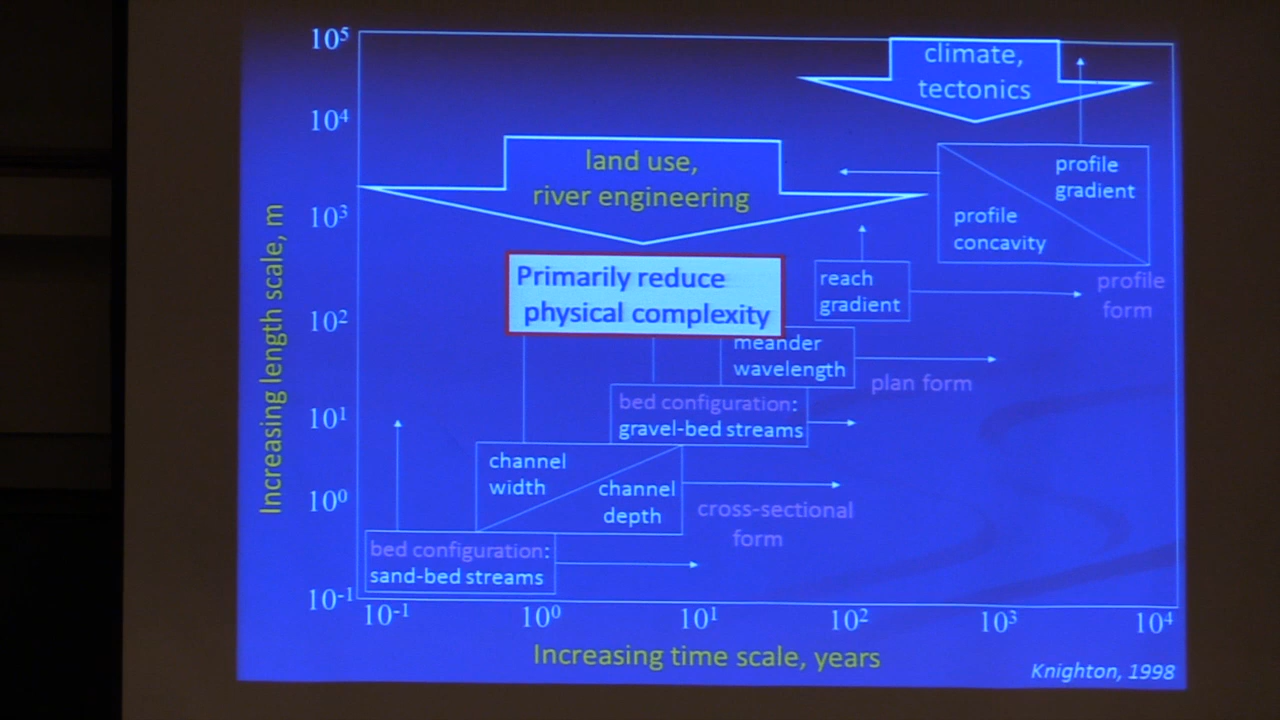 10⁵
climate,
tectonics
10⁴
land use,
river engineering
profile
gradient
profile
concavity
10³
Primarily reduce
physical complexity
reach
gradient
profile
form
10²
meander
wavelength
plan form
bed configuration:
gravel-bed streams
10¹
channel
width
channel
depth
cross-sectional
form
10⁰
bed configuration:
sand-bed streams
10⁻¹
Increasing length scale, m
10⁻¹ 10⁰ 10¹ 10² 10³ 10⁴
Increasing time scale, years
Knighton, 1998